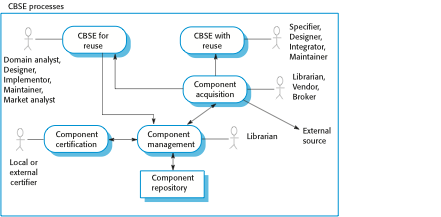 CBSE processes
CBSE for
reuse
CBSE with
reuse
Specifier,
Designer,
Integrator,
Maintainer
Domain analyst,
Designer,
Implementor,
Maintainer,
Market analyst
Component
acquisition
Librarian,
Vendor,
Broker
Component
certification
Component
management
Librarian
External
source
Local or
external
certifier
Component
repository